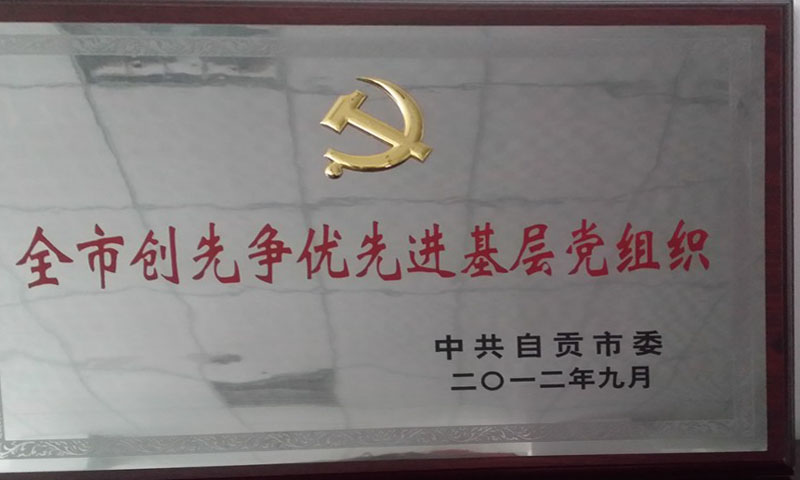 全市创先争优先进基层党组织
中共自贡市委
二〇一二年九月